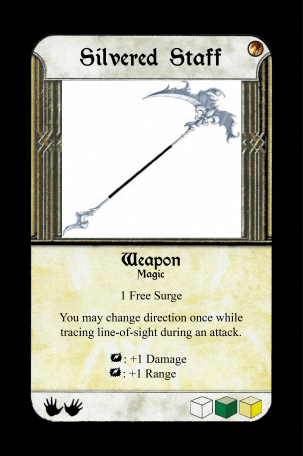 Silvered Staff
Weapon
Magic
1 Free Surge
You may change direction once while
tracing line-of-sight during an attack.
: +1 Damage
: +1 Range